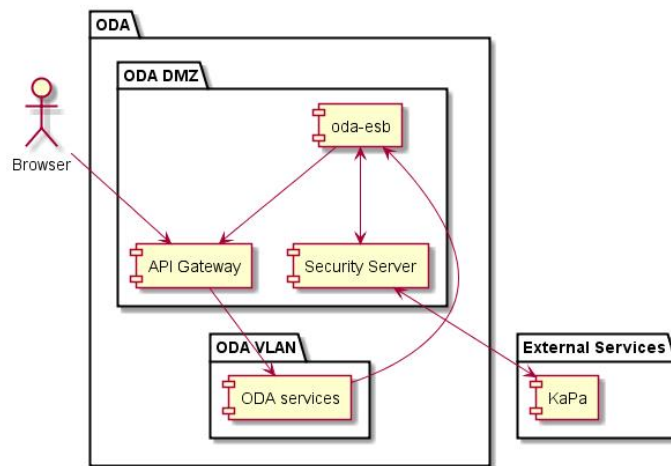 ODA
ODA DMZ
oda-esb
Browser
API Gateway
Security Server
ODA VLAN
External Services
ODA services
KaPa